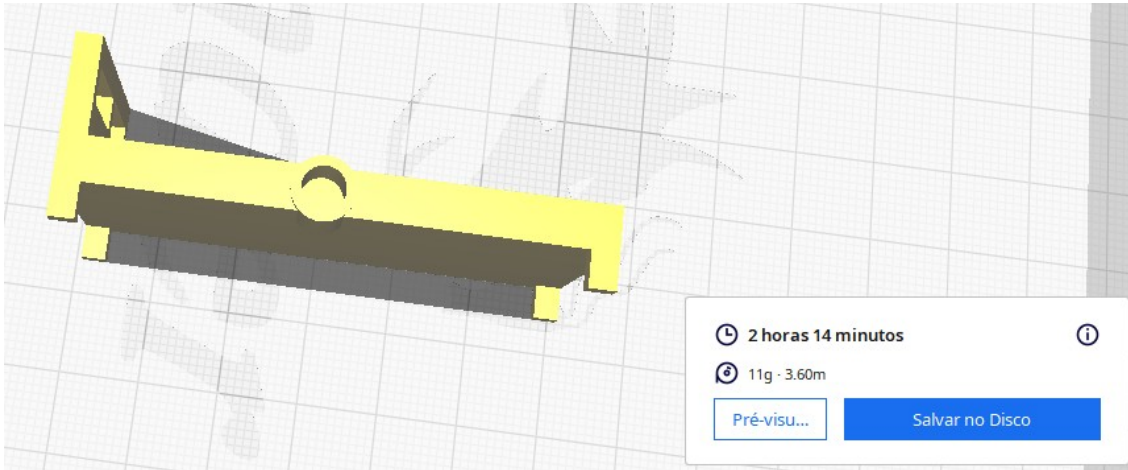 2 horas 14 minutos
11g · 3.60m
Pré-visu...
Salvar no Disco